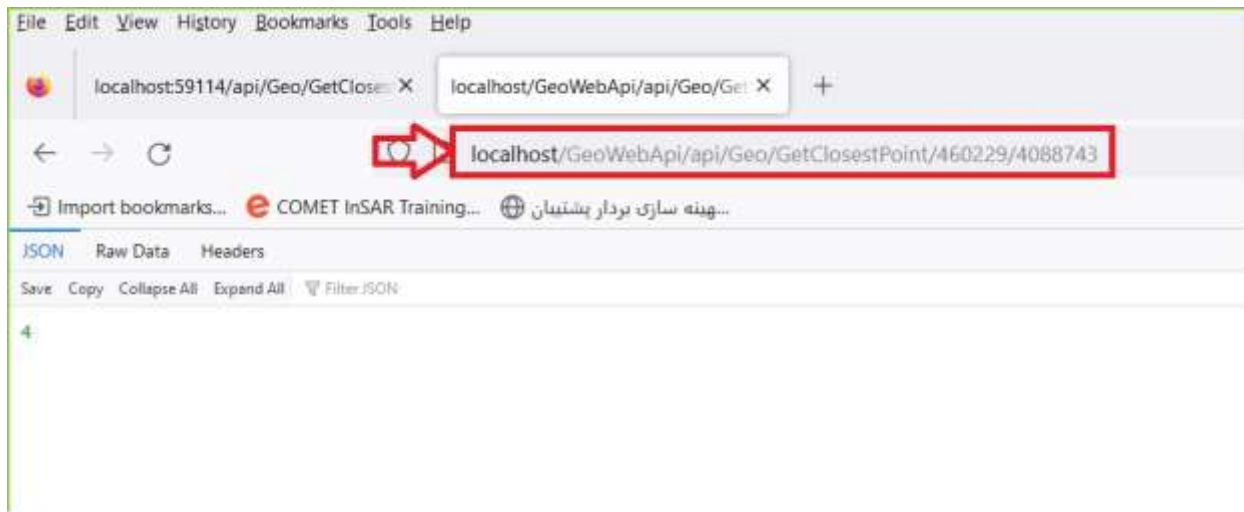 File Edit View History Bookmarks Tools Help
localhost:59114/api/Geo/GetClose localhost/GeoWebApi/api/Geo/Get
localhost/GeoWebApi/api/Geo/GetClosestPoint/460229/4088743
Import bookmarks... COMET InSAR Training... هینه سازی بردار پشتیبان...
JSON Raw Data Headers
Save Copy Collapse All Expand All Filter JSON
4